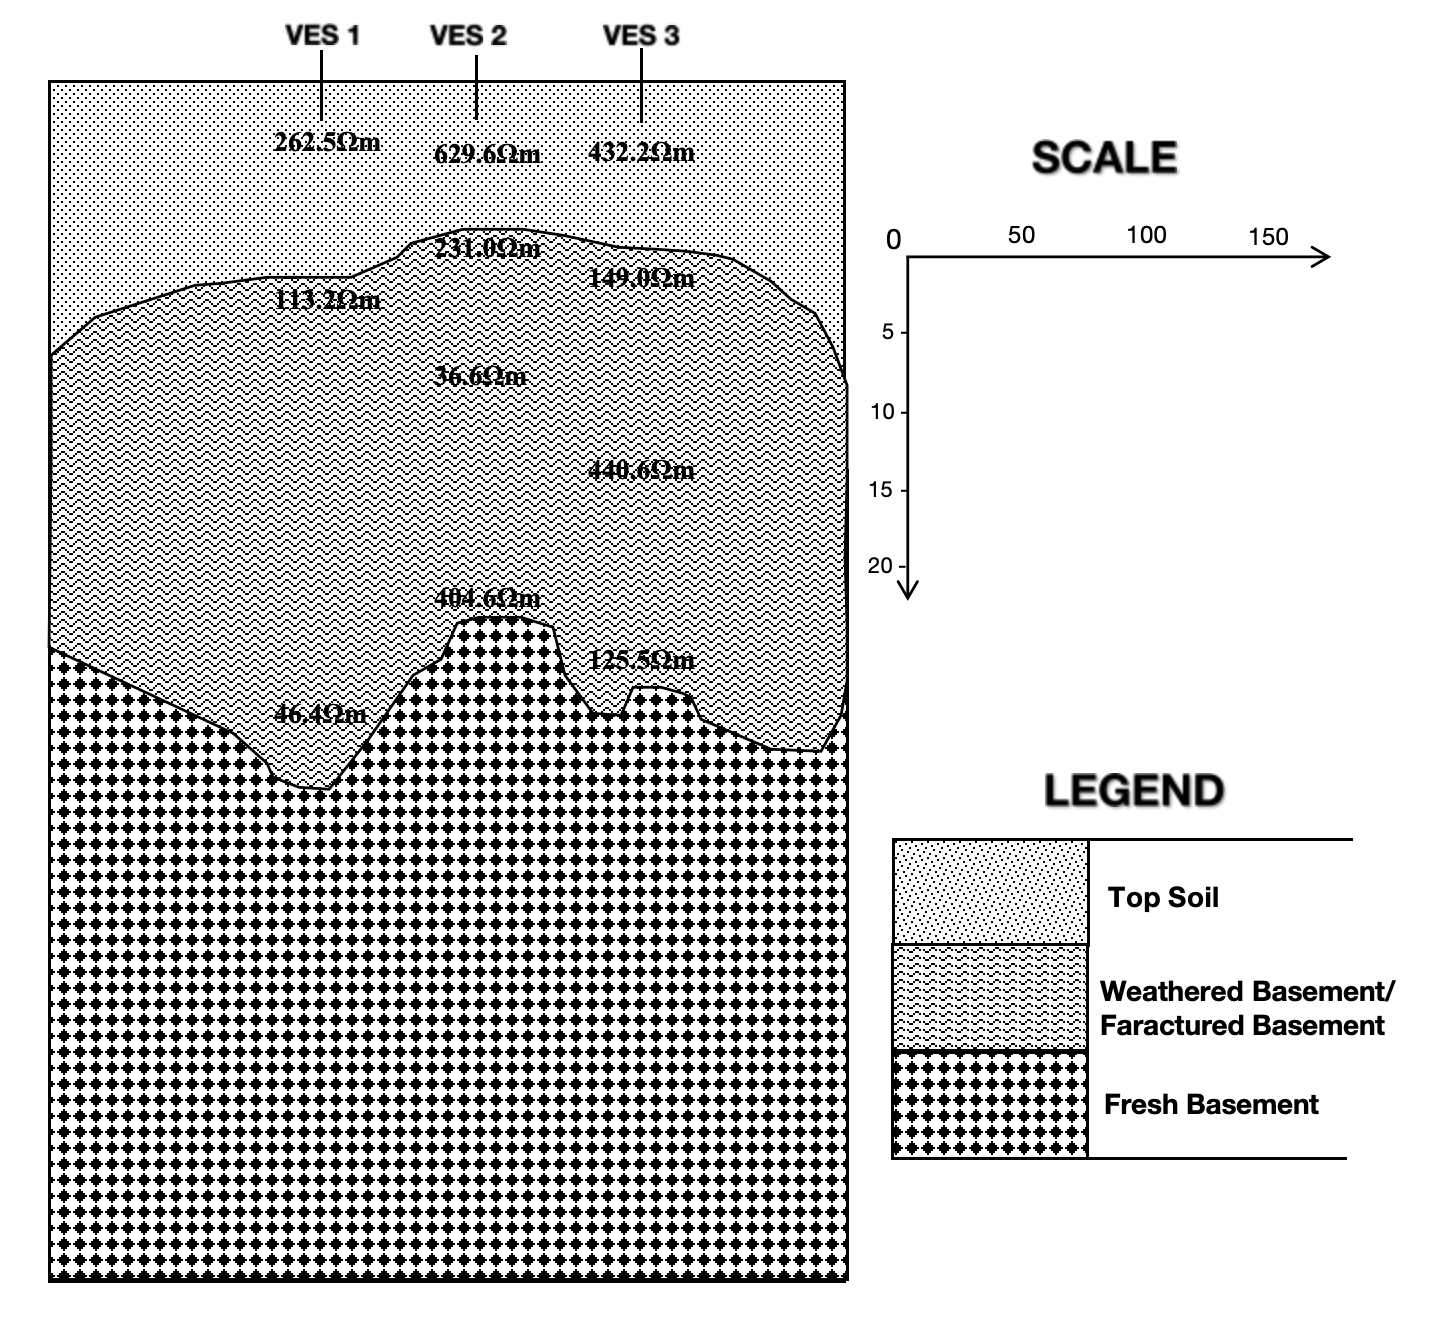 VES 1
VES 2
VES 3
262.5Ωm
629.6Ωm
432.2Ωm
231.0Ωm
149.0Ωm
113.2Ωm
36.6Ωm
440.6Ωm
404.6Ωm
125.5Ωm
46.4Ωm
SCALE
0
50
100
150
5
10
15
20
LEGEND
Top Soil
Weathered Basement/
Faractured Basement
Fresh Basement